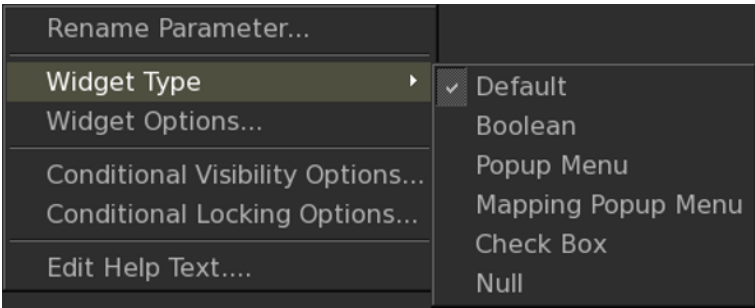 Rename Parameter...
Widget Type
Widget Options...
Conditional Visibility Options...
Conditional Locking Options...
Edit Help Text....
Default
Boolean
Popup Menu
Mapping Popup Menu
Check Box
Null